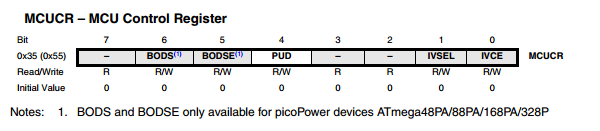 MCUCR – MCU Control Register
Bit 7 6 5 4 3 2 1 0
0x35 (0x55) – BODS(1) BODSE(1) PUD – – IVSEL IVCE MCUCR
Read/Write R R/W R/W R/W R R R/W R/W
Initial Value 0 0 0 0 0 0 0 0
Notes: 1. BODS and BODSE only available for picoPower devices ATmega48PA/88PA/168PA/328P